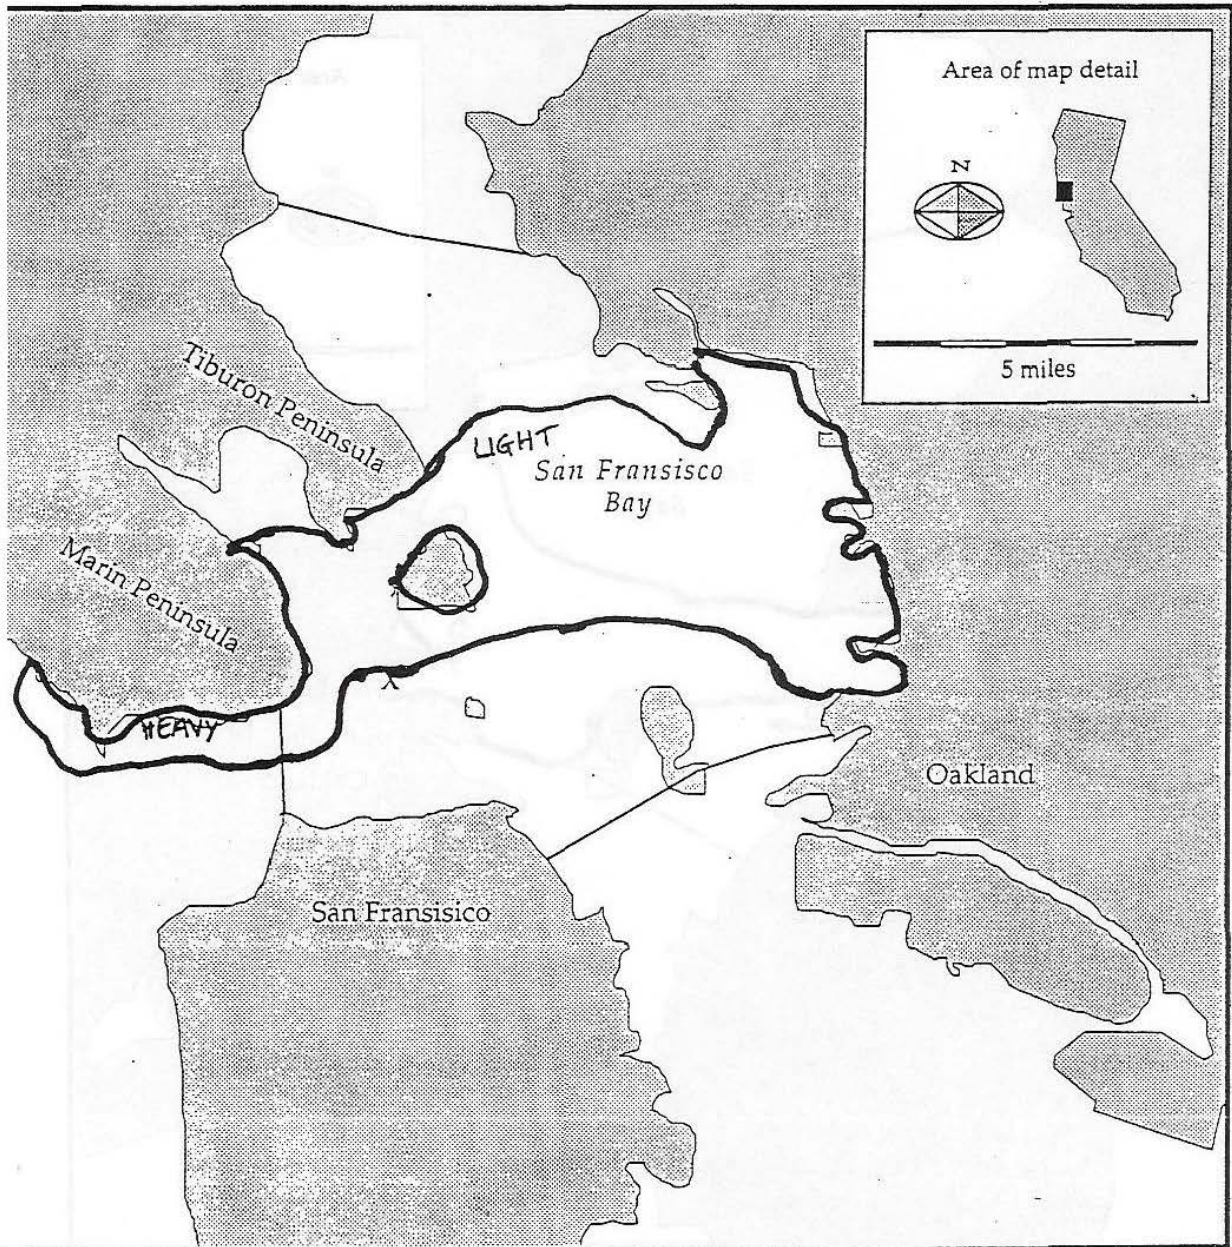 Area of map detail
N
5 miles
Tiburon Peninsula
LIGHT
San Fransisco
Bay
Marin Peninsula
X
HEAVY
Oakland
San Fransisico